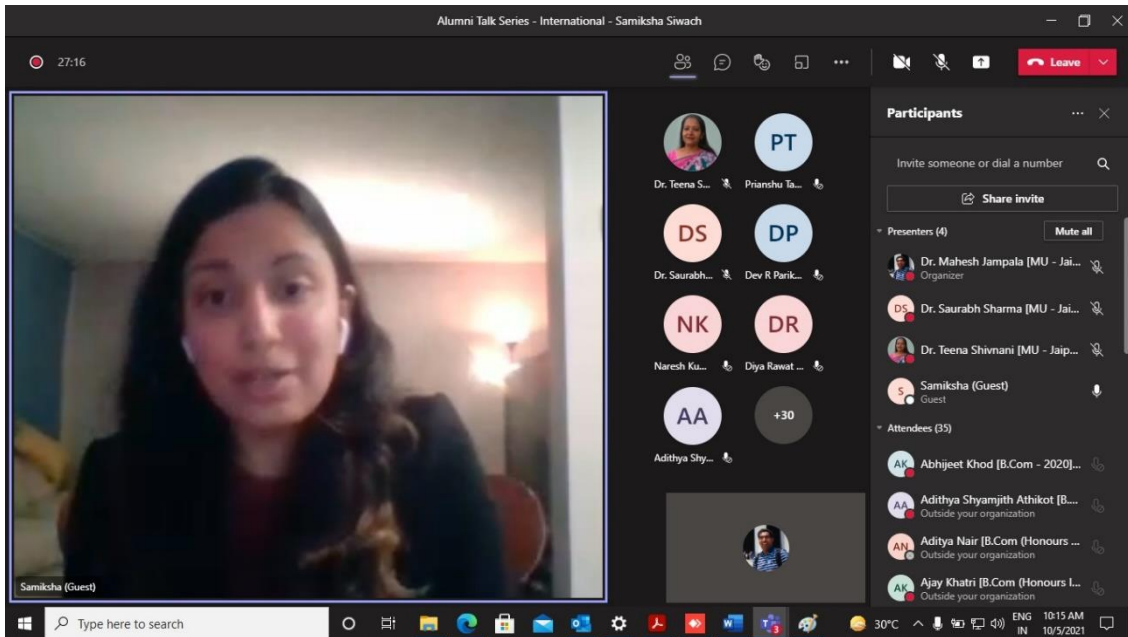 Alumni Talk Series - International - Samiksha Siwach
27:16
Leave
Samiksha (Guest)
Dr. Teena S...
PT
Prianshu Ta...
DS
Dr. Saurabh...
DP
Dev R Parik...
NK
Naresh Ku...
DR
Diya Rawat ...
AA
Adithya Shy...
+30
Participants
Invite someone or dial a number
Share invite
Presenters (4)
Mute all
Dr. Mahesh Jampala [MU - Jai...
Organizer
DS
Dr. Saurabh Sharma [MU - Jai...
Dr. Teena Shivnani [MU - Jaip...
S
Samiksha (Guest)
Guest
Attendees (35)
AK
Abhijeet Khod [B.Com - 2020]...
AA
Adithya Shyamjith Athikot [B....
Outside your organization
AN
Aditya Nair [B.Com (Honours ...
Outside your organization
AK
Ajay Khatri [B.Com (Honours I...
Outside your organization
Type here to search
30°C
ENG
IN
10:15 AM
10/5/2021